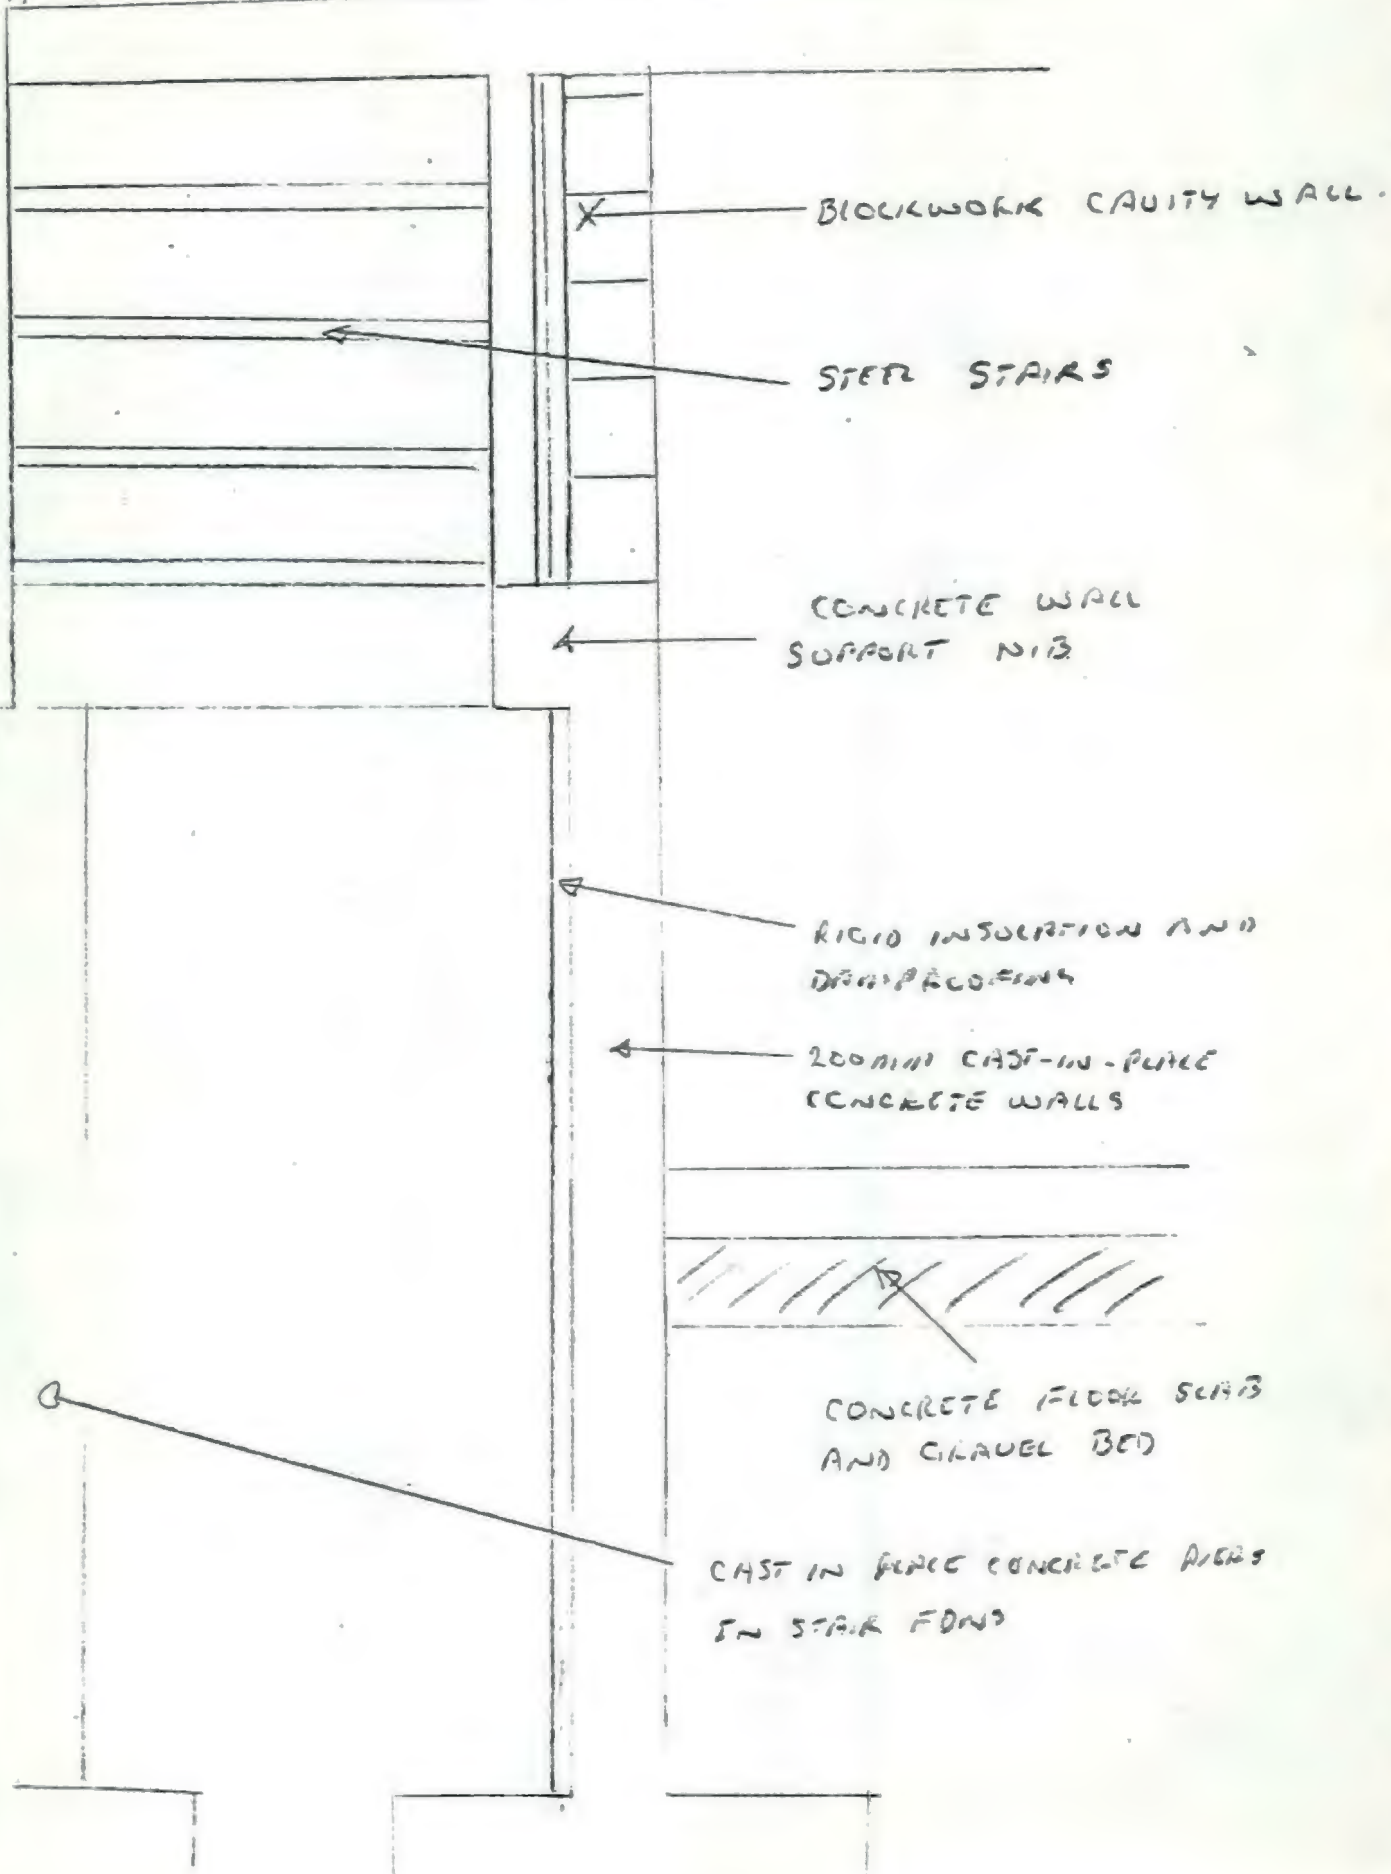 BLOCKWORK CAVITY WALL.
STEEL STAIRS
CONCRETE WALL
SUPPORT NIB
RIGID INSULATION AND
DAMPROOFING
200mm CAST-IN-PLACE
CONCRETE WALLS
CONCRETE FLOOR SLAB
AND GRAVEL BED
CAST IN PLACE CONCRETE PIERS
IN STAIR FDNS